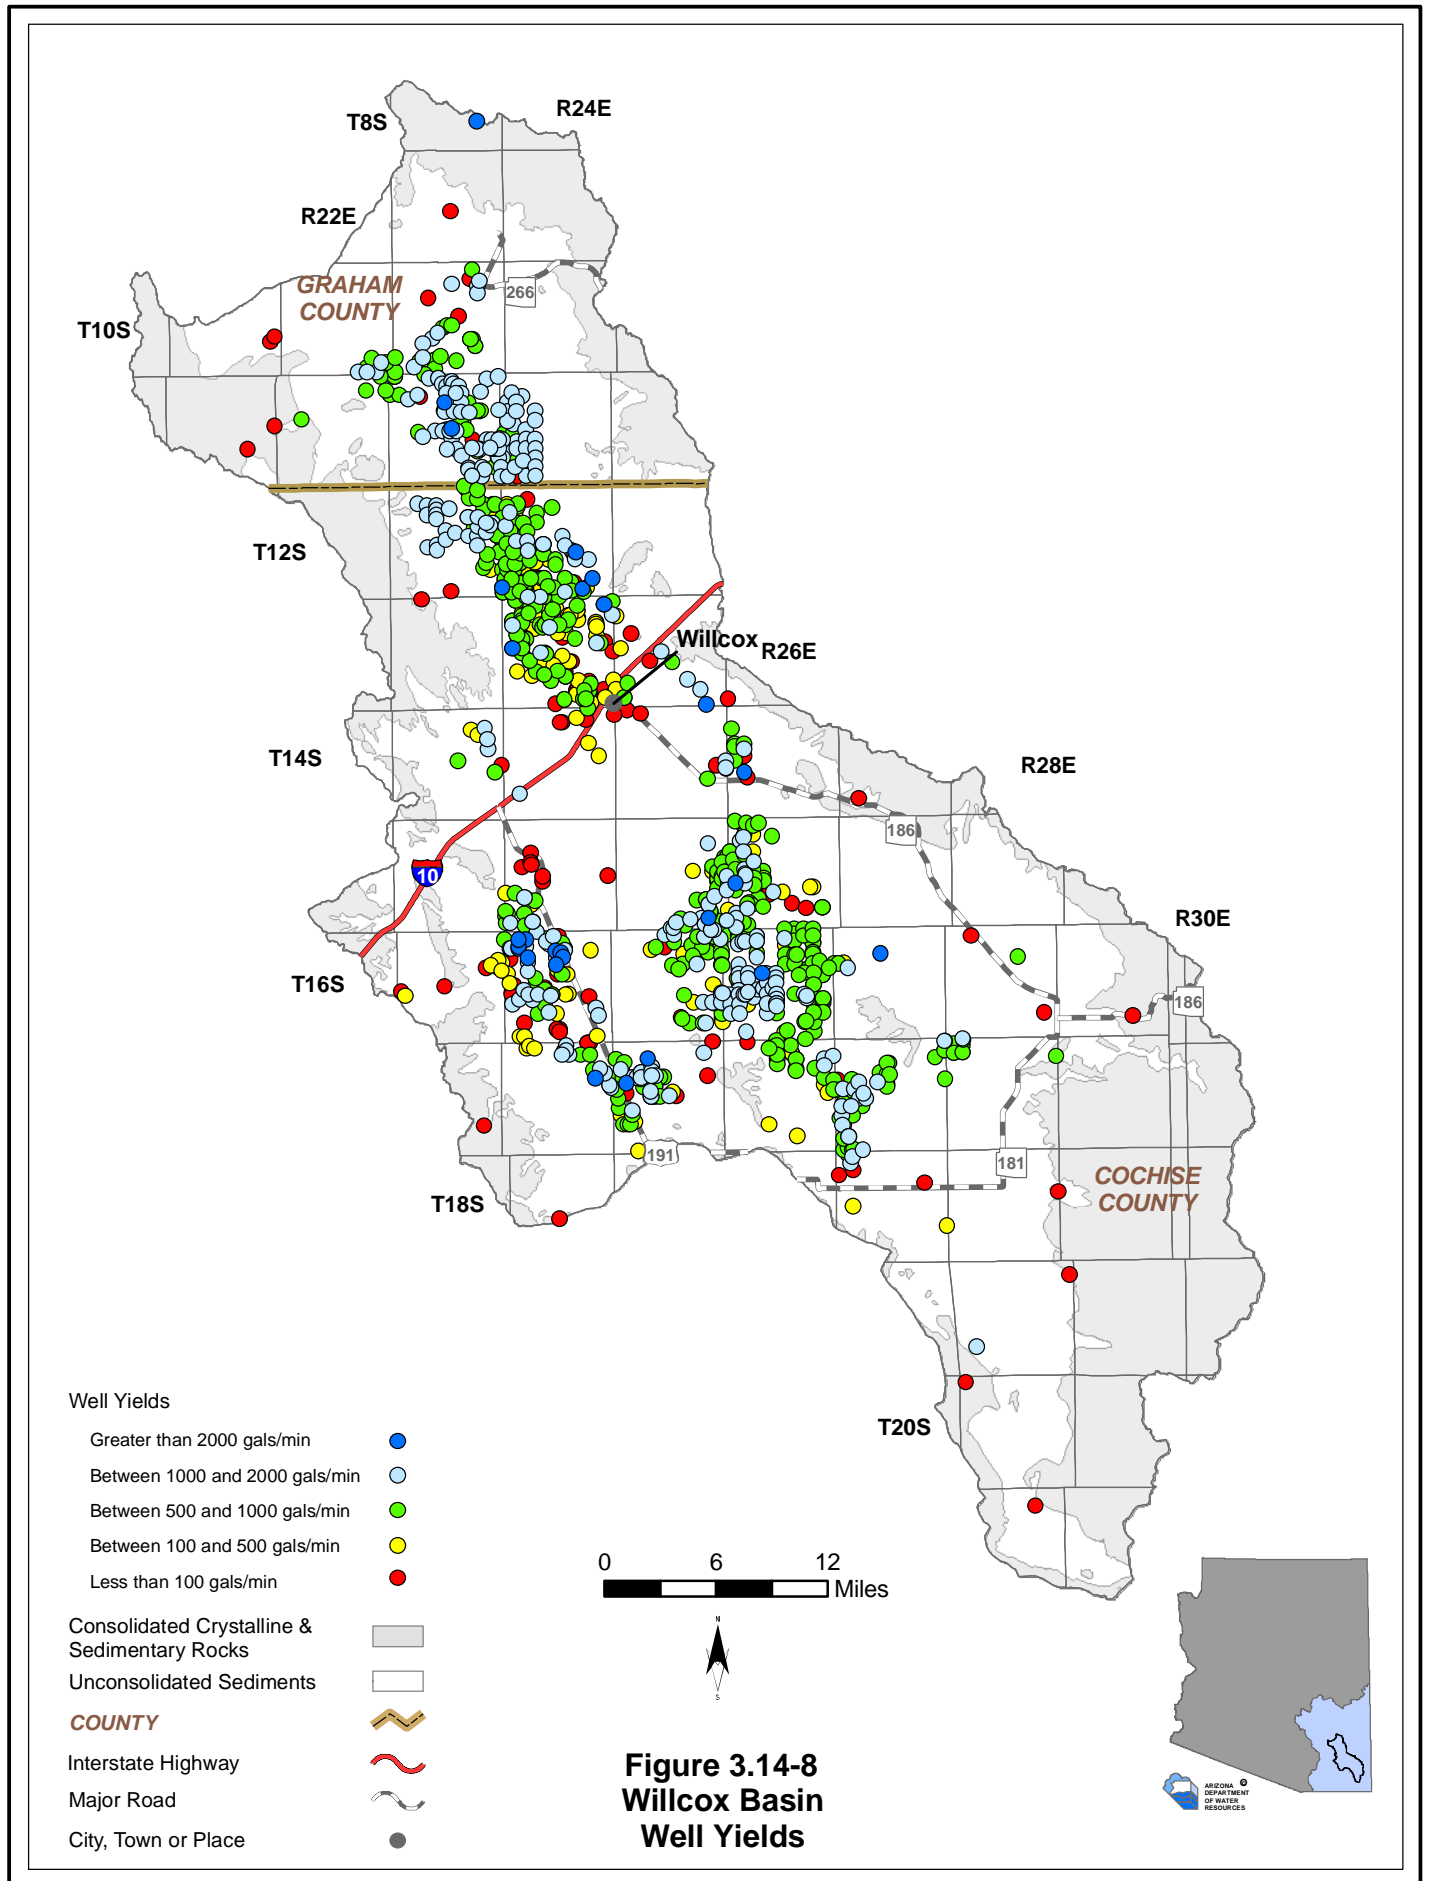 R24E
T8S
R22E
GRAHAM
COUNTY
266
T10S
T12S
Willcox
R26E
T14S
R28E
186
10
R30E
T16S
186
191
181
COCHISE
COUNTY
T18S
T20S
Well Yields
Greater than 2000 gals/min
Between 1000 and 2000 gals/min
Between 500 and 1000 gals/min
Between 100 and 500 gals/min
Less than 100 gals/min
Consolidated Crystalline &
Sedimentary Rocks
Unconsolidated Sediments
COUNTY
Interstate Highway
Major Road
City, Town or Place
0 6 12
Miles
N
S
Figure 3.14-8
Willcox Basin
Well Yields
ARIZONA
DEPARTMENT
OF WATER
RESOURCES